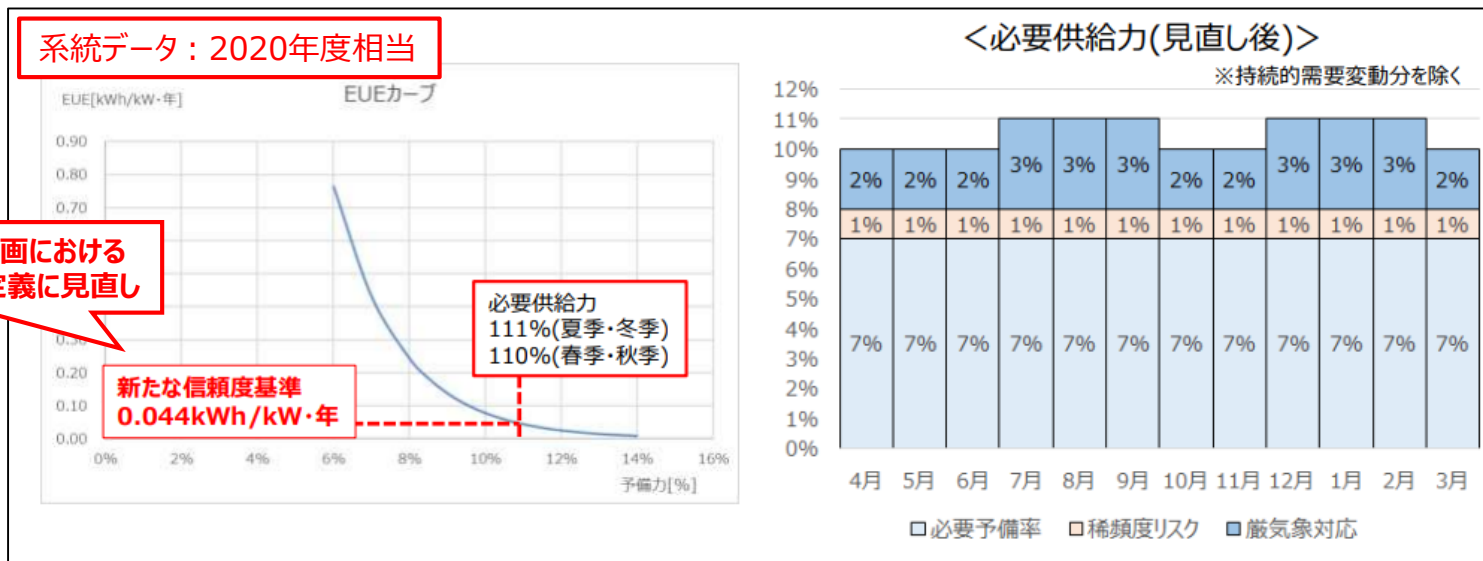 系統データ：2020年度相当
EUE[kWh/kW・年]
EUEカーブ
0.90
0.80
0.70
画における
義に見直し
0.20
0.10
0.00
新たな信頼度基準
0.044kWh/kW・年
必要供給力
111%(夏季・冬季)
110%(春季・秋季)
0% 2% 4% 6% 8% 10% 12% 14% 16%
予備力[%]
＜必要供給力(見直し後)＞
※持続的需要変動分を除く
12%
11%
10%
9%
8%
7%
6%
5%
4%
3%
2%
1%
0%
2% 2% 2% 3% 3% 3% 2% 2% 3% 3% 3% 2%
1% 1% 1% 1% 1% 1% 1% 1% 1% 1% 1% 1%
7% 7% 7% 7% 7% 7% 7% 7% 7% 7% 7% 7%
4月 5月 6月 7月 8月 9月 10月 11月 12月 1月 2月 3月
必要予備率 稀頻度リスク 厳気象対応